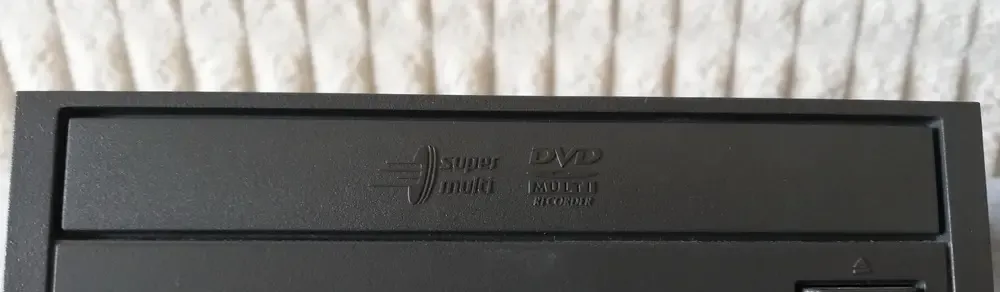 super
multi
DVD
MULTI
RECORDER